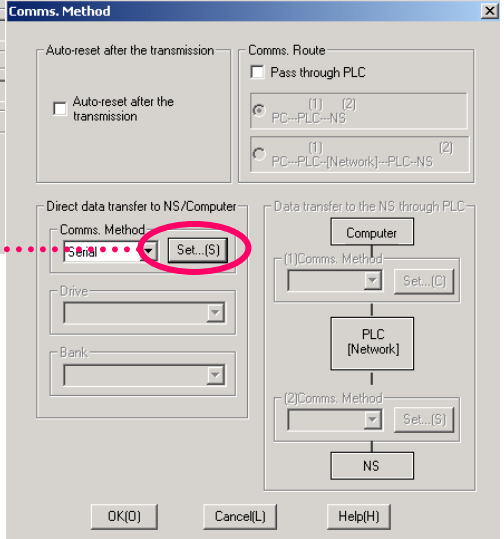 Comms. Method
Auto-reset after the transmission
Auto-reset after the
transmission
Comms. Route
Pass through PLC
(1) (2)
PC---PLC---NS
(1) (2)
PC---PLC--[Network]---PLC--NS
Direct data transfer to NS/Computer
Comms. Method
Serial
Set...(S)
Drive
Bank
Data transfer to the NS through PLC
Computer
(1)Comms. Method
Set...(C)
PLC
[Network]
(2)Comms. Method
Set...(S)
NS
OK(O)
Cancel(L)
Help(H)